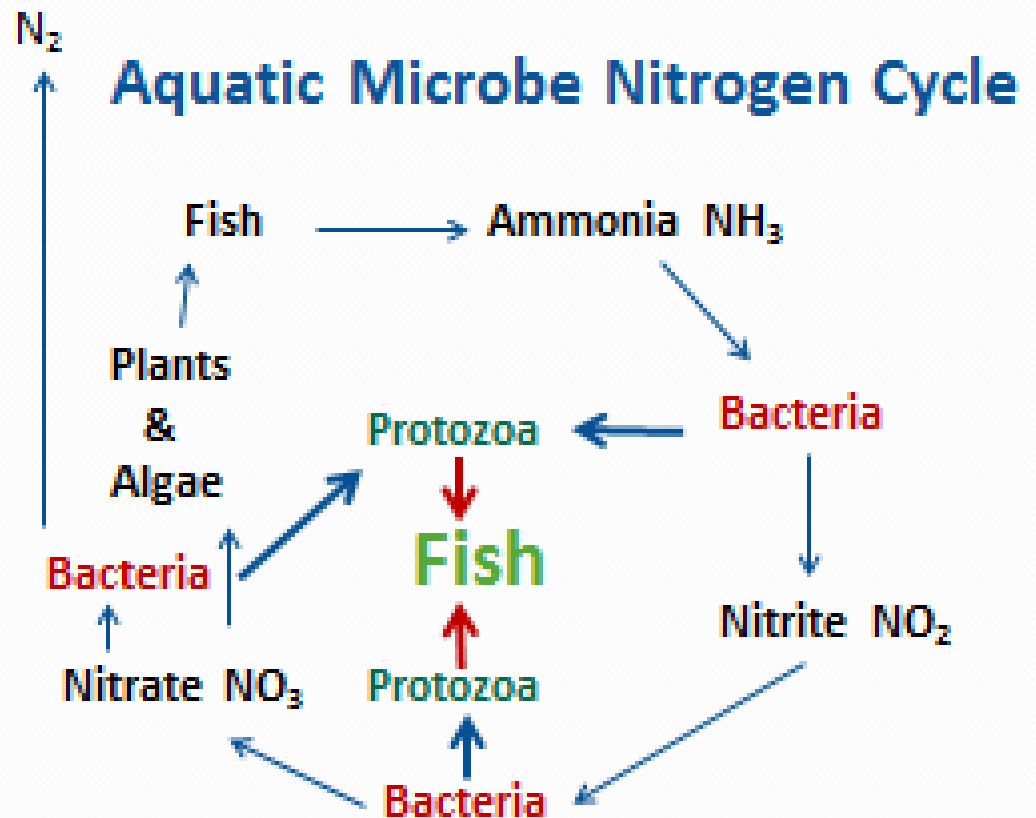 N₂
Aquatic Microbe Nitrogen Cycle
Fish
Ammonia NH₃
Plants
&
Algae
Protozoa
Bacteria
Fish
Bacteria
Nitrite NO₂
Nitrate NO₃
Protozoa
Bacteria